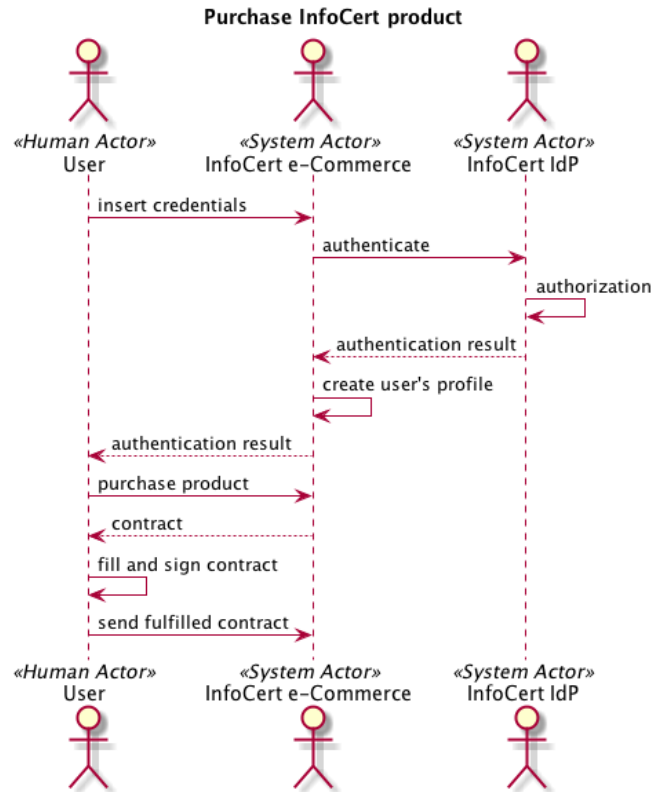 Purchase InfoCert product
«Human Actor» «System Actor» «System Actor»
User InfoCert e-Commerce InfoCert IdP
insert credentials
authenticate
authorization
authentication result
create user's profile
authentication result
purchase product
contract
fill and sign contract
send fulfilled contract
«Human Actor» «System Actor» «System Actor»
User InfoCert e-Commerce InfoCert IdP